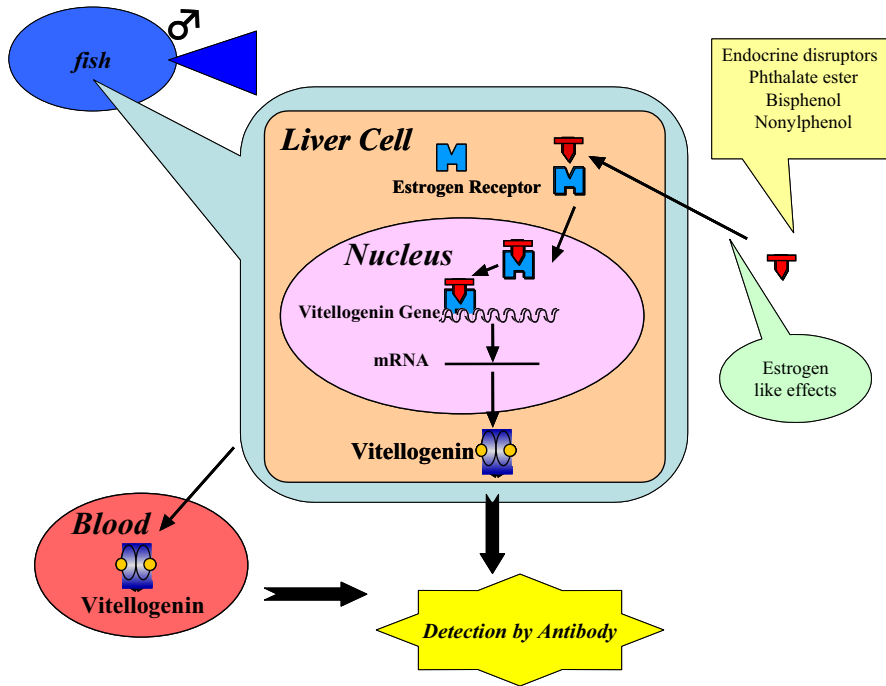 ♂
fish
Endocrine disruptors
Phthalate ester
Bisphenol
Nonylphenol
Liver Cell
Estrogen Receptor
Nucleus
Vitellogenin Gene
mRNA
Estrogen
like effects
Vitellogenin
Blood
Vitellogenin
Detection by Antibody